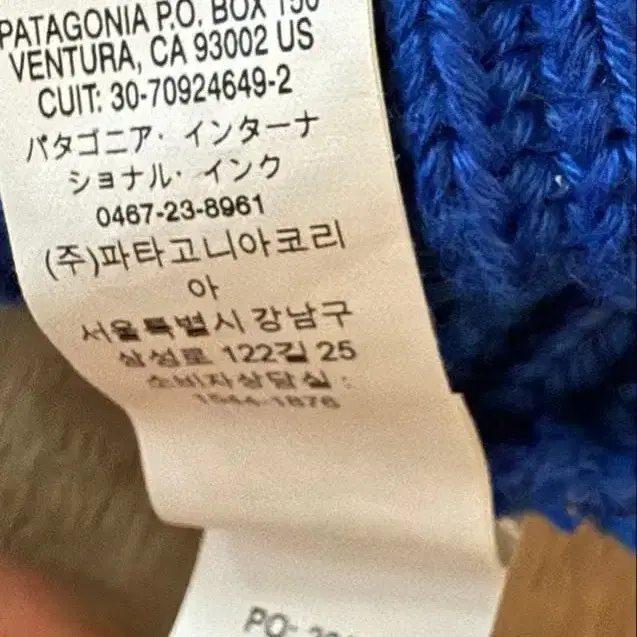 PATAGONIA P.O. BOX 150
VENTURA, CA 93002 US
CUIT: 30-70924649-2
パタゴニア・インターナ
ショナル・インク
0467-23-8961
(주)파타고니아코리
아
서울특별시 강남구
삼성로 122길 25
소비자상담실 :
1544-1876
PO: